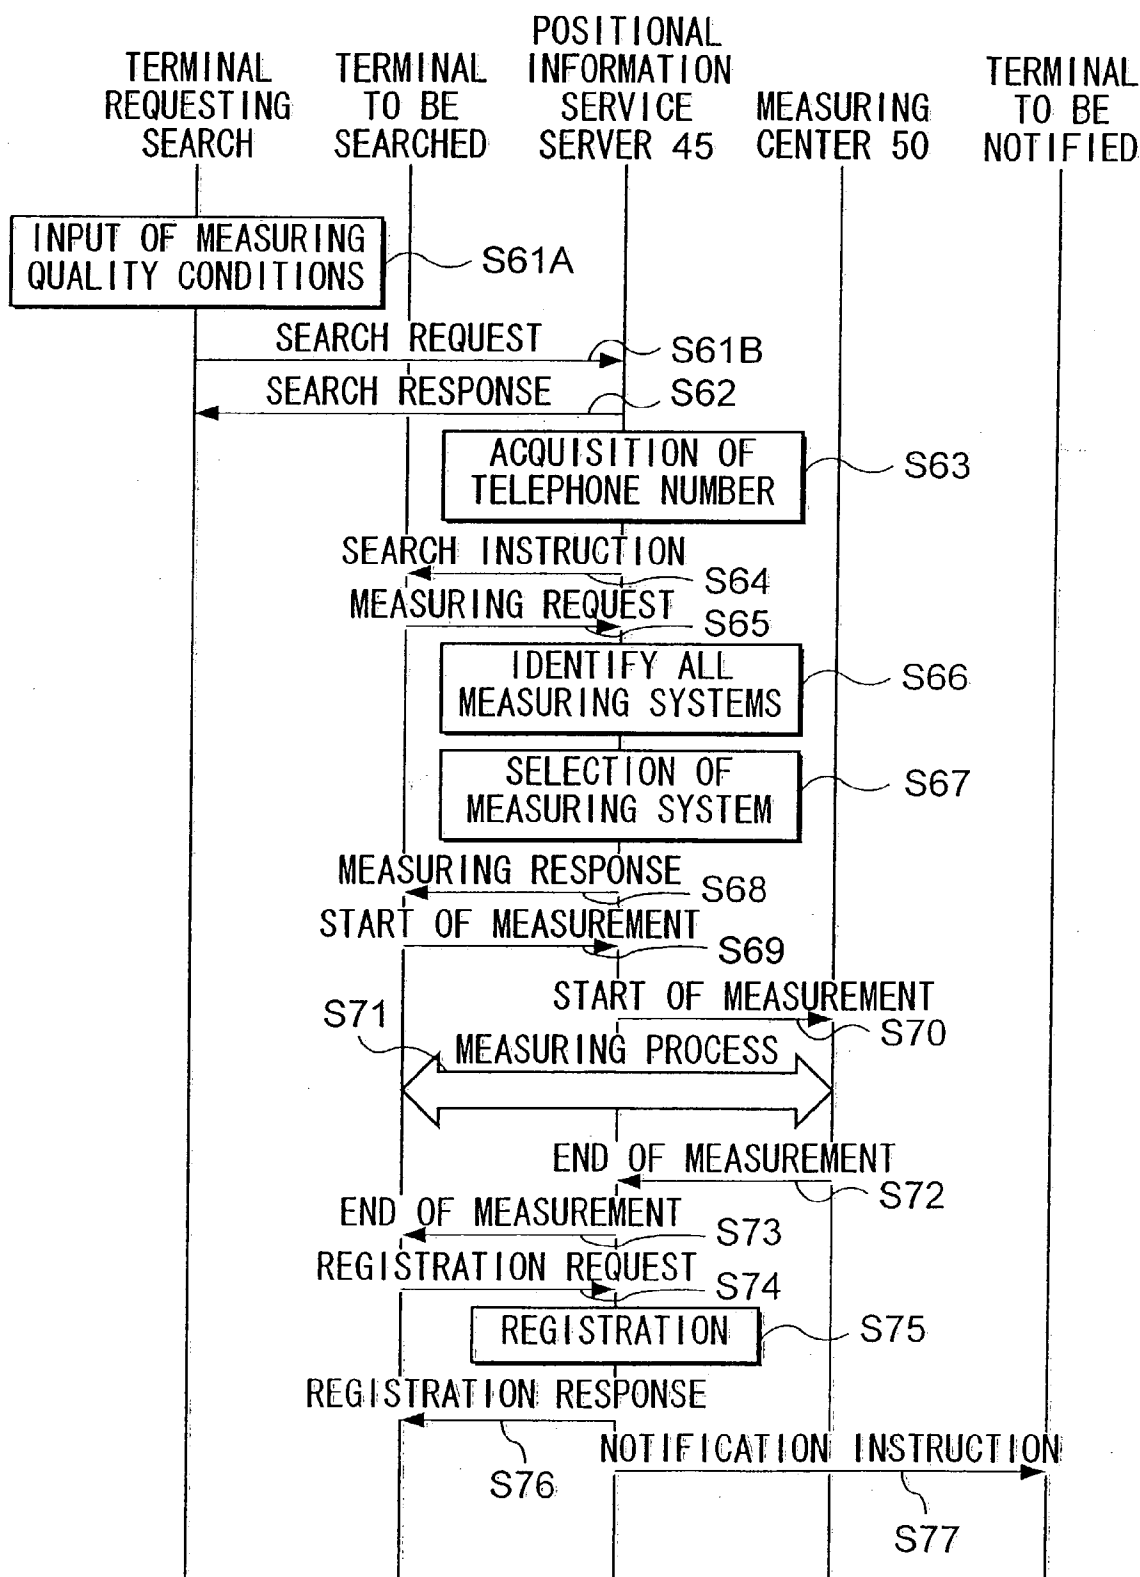 TERMINAL
REQUESTING
SEARCH
TERMINAL
TO BE
SEARCHED
POSITIONAL
INFORMATION
SERVICE
SERVER 45
MEASURING
CENTER 50
TERMINAL
TO BE
NOTIFIED
INPUT OF MEASURING
QUALITY CONDITIONS
S61A
SEARCH REQUEST
S61B
SEARCH RESPONSE
S62
ACQUISITION OF
TELEPHONE NUMBER
S63
SEARCH INSTRUCTION
S64
MEASURING REQUEST
S65
IDENTIFY ALL
MEASURING SYSTEMS
S66
SELECTION OF
MEASURING SYSTEM
S67
MEASURING RESPONSE
S68
START OF MEASUREMENT
S69
START OF MEASUREMENT
S70
S71
MEASURING PROCESS
END OF MEASUREMENT
S72
END OF MEASUREMENT
S73
REGISTRATION REQUEST
S74
REGISTRATION
S75
REGISTRATION RESPONSE
S76
NOTIFICATION INSTRUCTION
S77